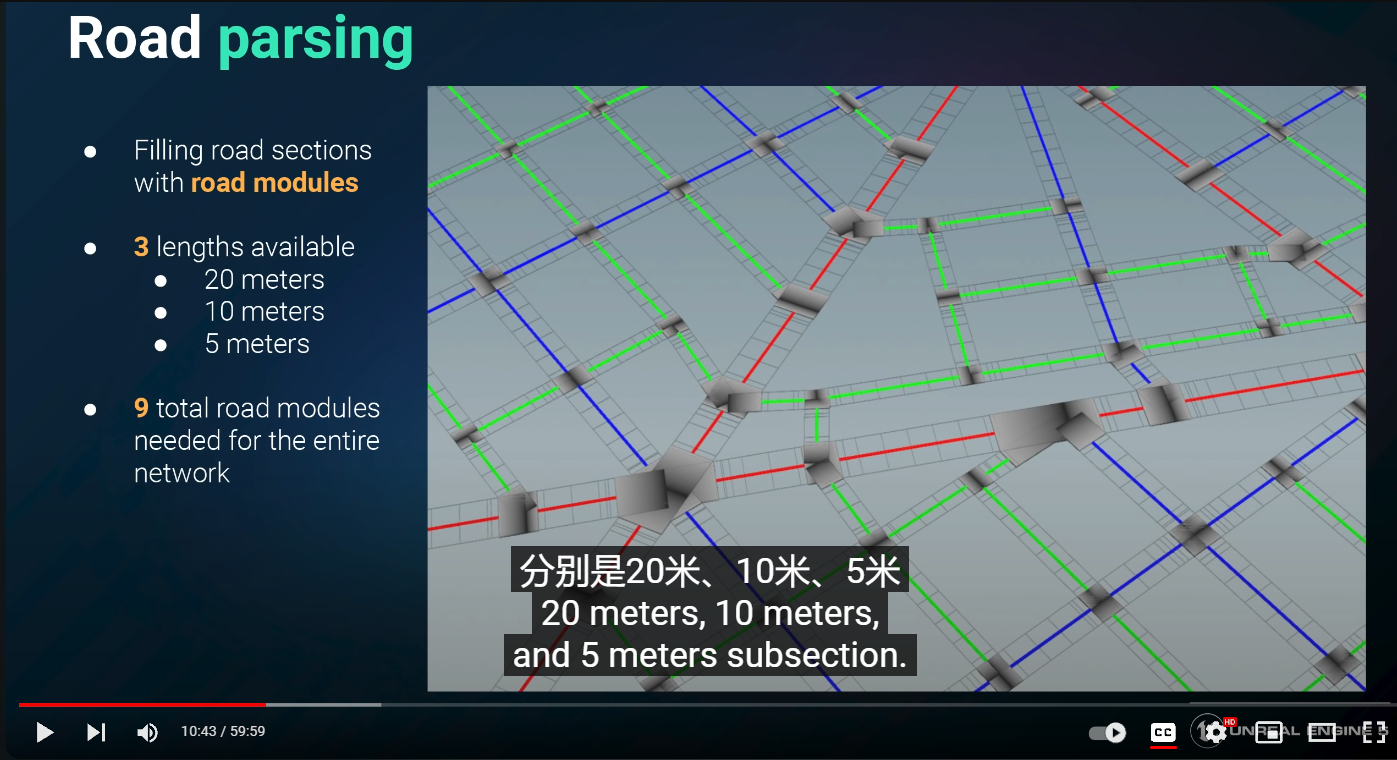 Road parsing
● Filling road sections
with road modules
● 3 lengths available
● 20 meters
● 10 meters
● 5 meters
● 9 total road modules
needed for the entire
network
分别是20米、10米、5米
20 meters, 10 meters,
and 5 meters subsection.
10:43 / 59:59
CC
HD
UNREAL ENGINE 5